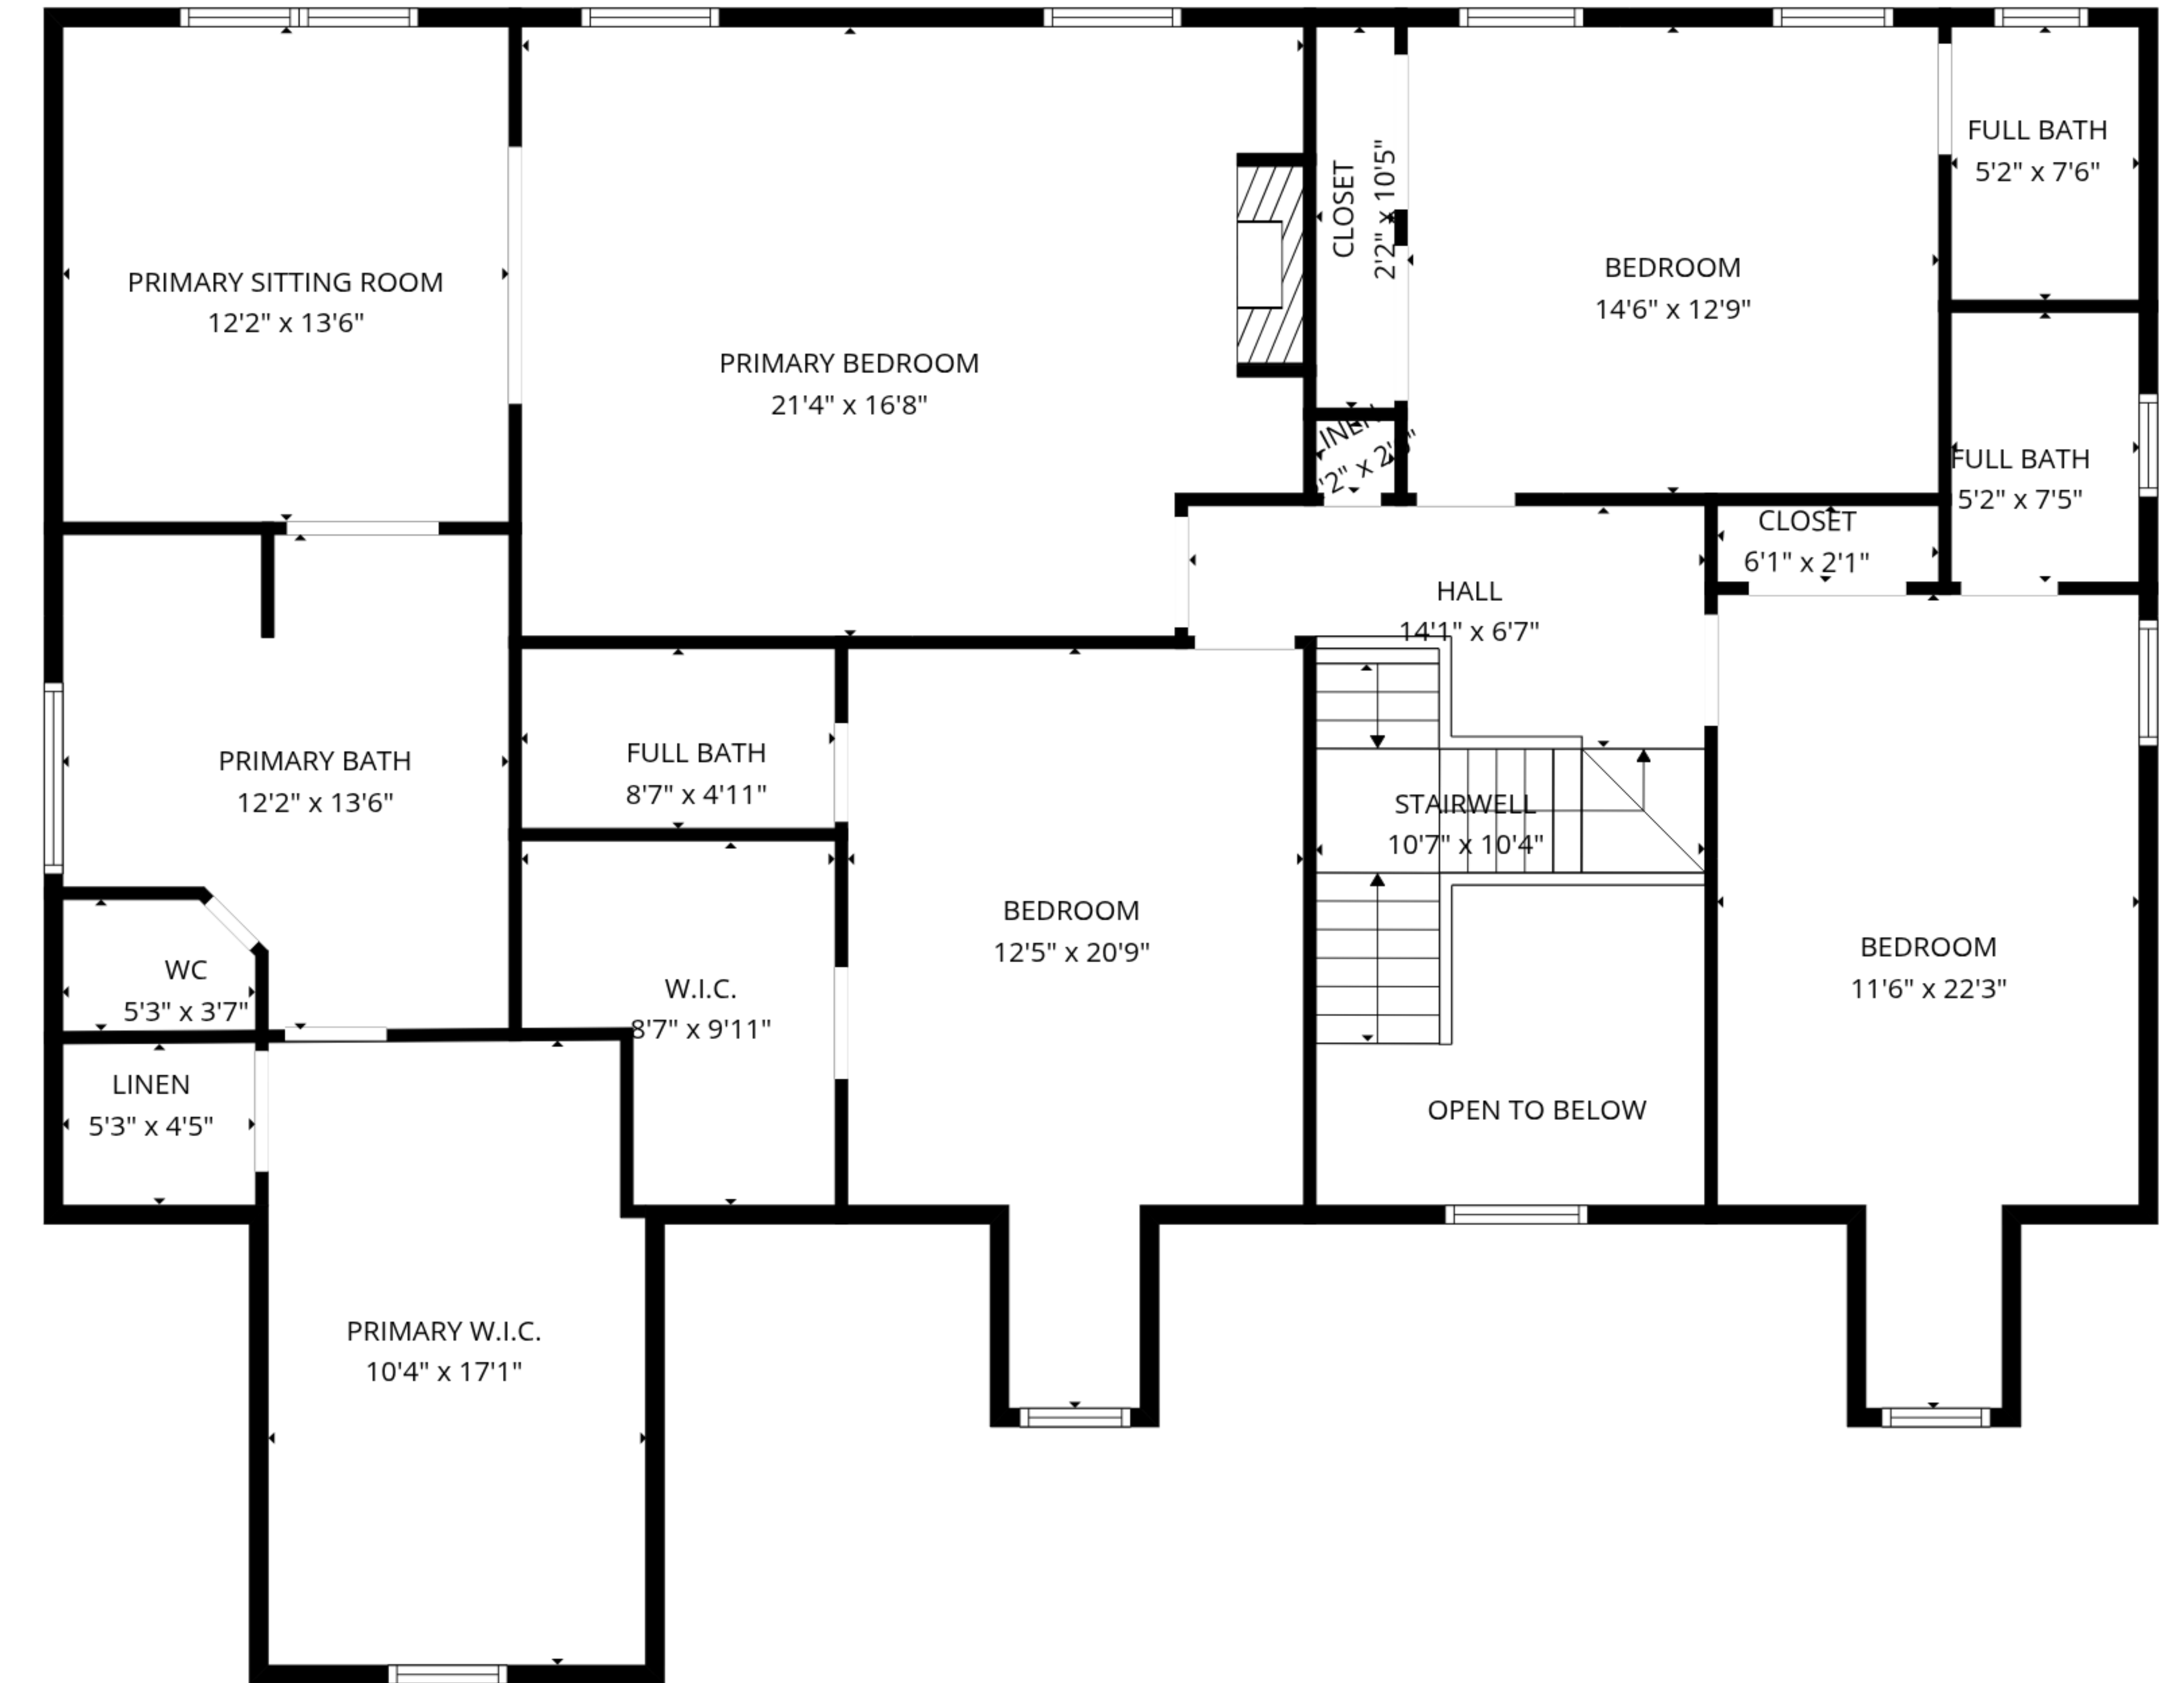 FULL BATH
5'2" x 7'6"
CLOSET
2'2" x 10'5"
BEDROOM
14'6" x 12'9"
PRIMARY SITTING ROOM
12'2" x 13'6"
PRIMARY BEDROOM
21'4" x 16'8"
FULL BATH
5'2" x 7'5"
CLOSET
6'1" x 2'1"
HALL
14'1" x 6'7"
PRIMARY BATH
12'2" x 13'6"
FULL BATH
8'7" x 4'11"
STAIRWELL
10'7" x 10'4"
BEDROOM
12'5" x 20'9"
BEDROOM
11'6" x 22'3"
WC
5'3" x 3'7"
W.I.C.
8'7" x 9'11"
LINEN
5'3" x 4'5"
OPEN TO BELOW
PRIMARY W.I.C.
10'4" x 17'1"